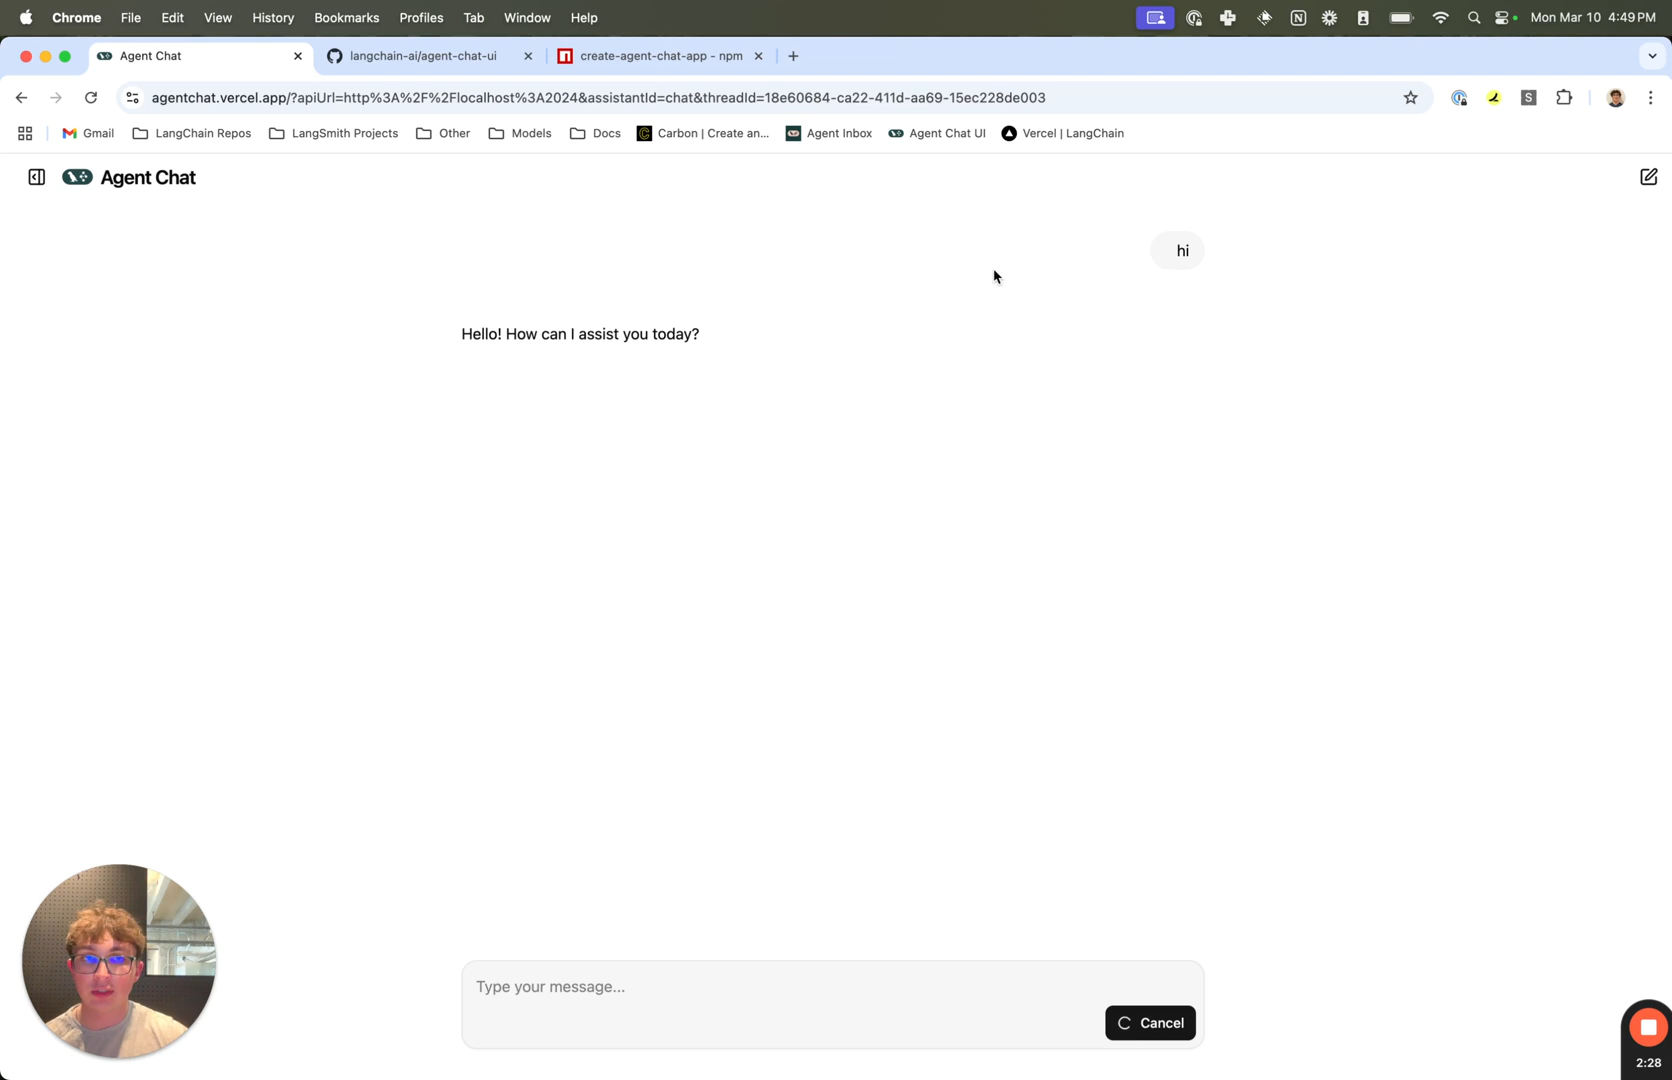 Chrome File Edit View History Bookmarks Profiles Tab Window Help Mon Mar 10 4:49 PM
Agent Chat langchain-ai/agent-chat-ui create-agent-chat-app - npm
agentchat.vercel.app/?apiUrl=http%3A%2F%2Flocalhost%3A2024&assistantId=chat&threadId=18e60684-ca22-411d-aa69-15ec228de003
Gmail LangChain Repos LangSmith Projects Other Models Docs Carbon | Create an... Agent Inbox Agent Chat UI Vercel | LangChain
Agent Chat
hi
Hello! How can I assist you today?
Type your message...
Cancel
2:28